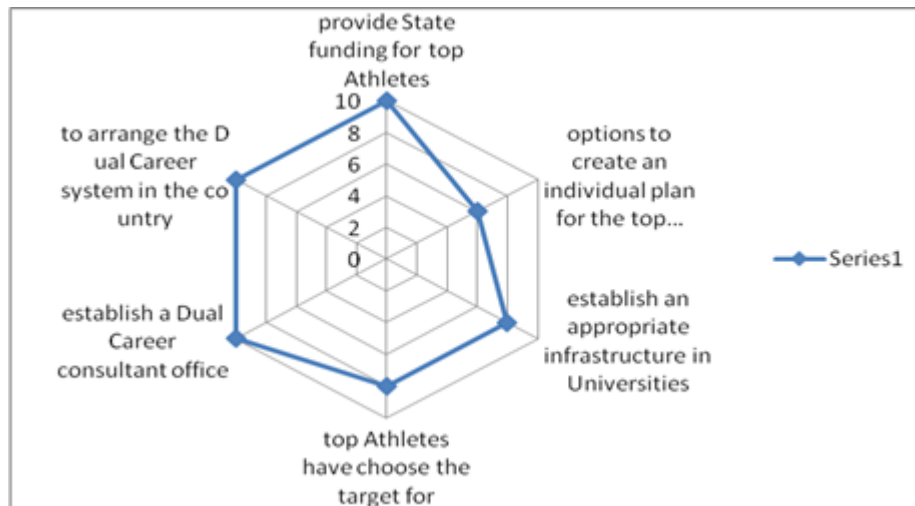 provide State
funding for top
Athletes
10
8
6
4
2
0
options to
create an
individual plan
for the top...
establish an
appropriate
infrastructure in
Universities
top Athletes
have choose the
target for
establish a Dual
Career
consultant office
to arrange the D
ual Career
system in the co
untry
Series1